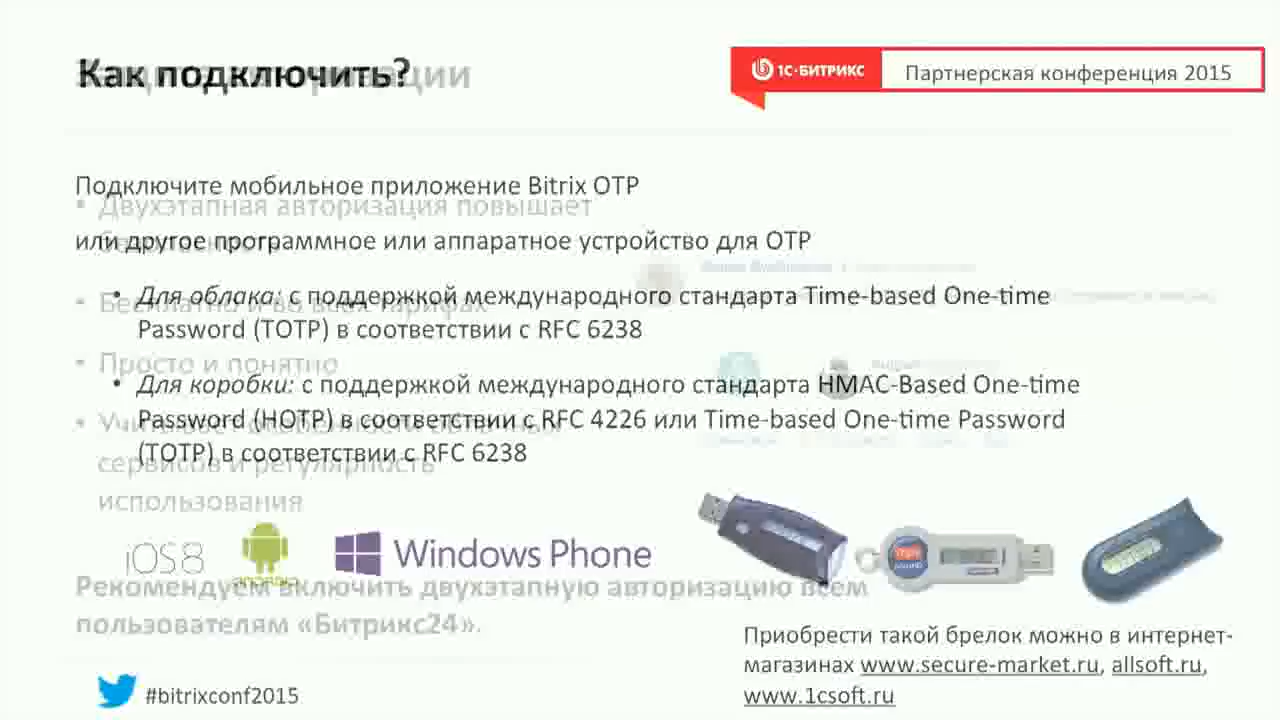 Как подключить?
1С-БИТРИКС
Партнерская конференция 2015
Подключите мобильное приложение Bitrix OTP
• Двухэтапная авторизация повышает
или другое программное или аппаратное устройство для OTP
• Для облака: с поддержкой международного стандарта Time-based One-time
• Бесплатно и во всех тарифах
Password (TOTP) в соответствии с RFC 6238
• Просто и понятно
• Для коробки: с поддержкой международного стандарта HMAC-Based One-time
Password (HOTP) в соответствии с RFC 4226 или Time-based One-time Password
(TOTP) в соответствии с RFC 6238
сервисов и регулярность
использования
iOS8
ANDROID
Windows Phone
Рекомендуем включить двухэтапную авторизацию всем
пользователям «Битрикс24».
Приобрести такой брелок можно в интернет-
магазинах www.secure-market.ru, allsoft.ru,
www.1csoft.ru
#bitrixconf2015